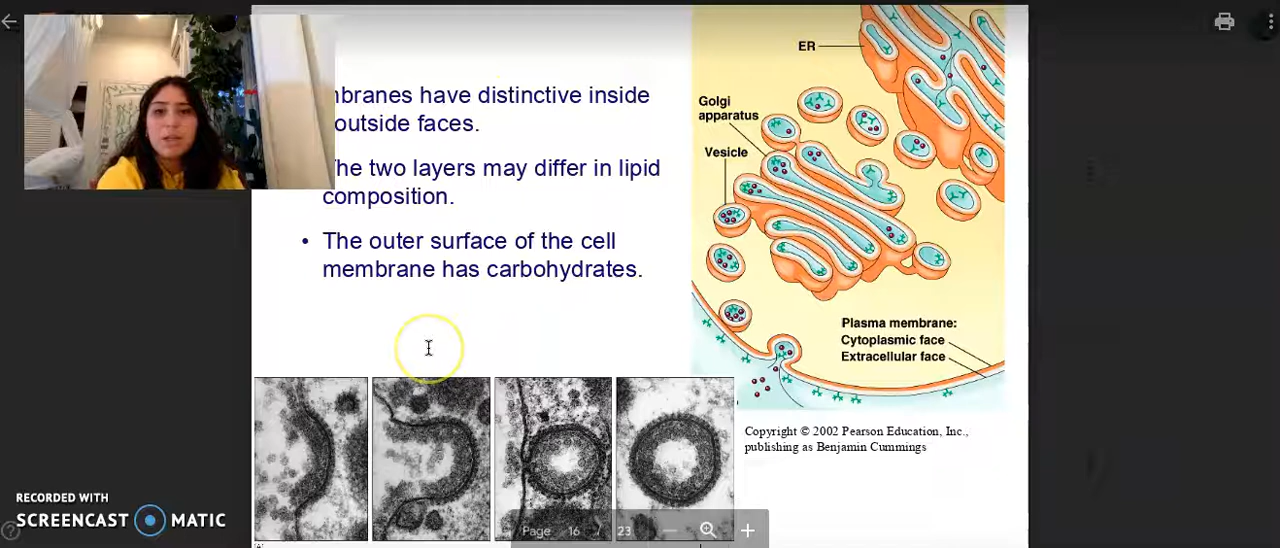 mbranes have distinctive inside
outside faces.
he two layers may differ in lipid
composition.
• The outer surface of the cell
membrane has carbohydrates.
ER
Golgi
apparatus
Vesicle
Plasma membrane:
Cytoplasmic face
Extracellular face
Copyright © 2002 Pearson Education, Inc.,
publishing as Benjamin Cummings
RECORDED WITH
SCREENCAST MATIC
Page 16 / 23